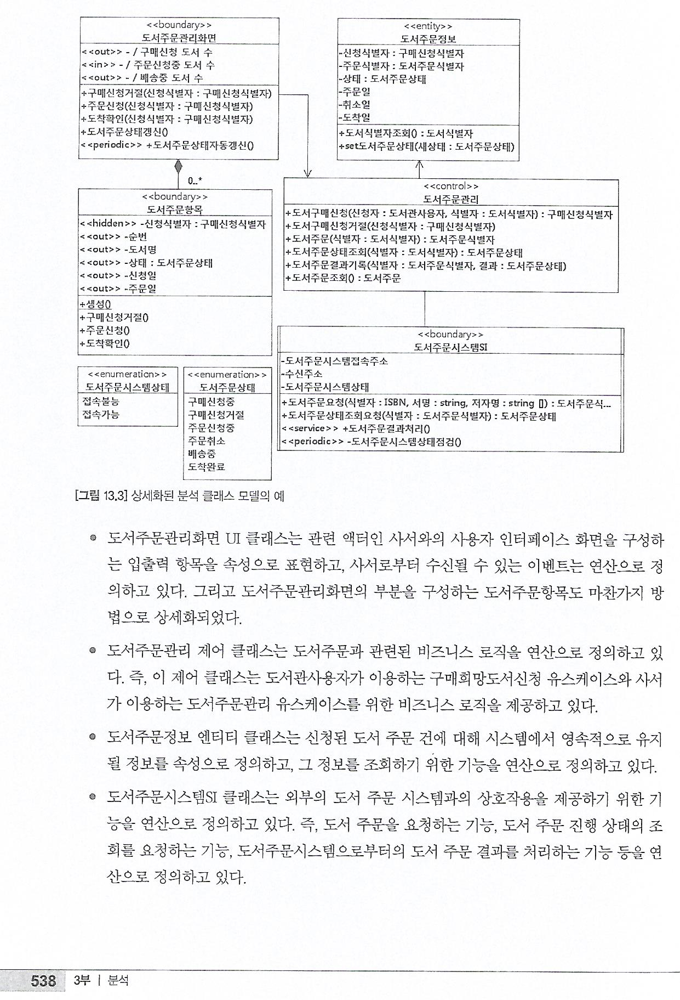 <<boundary>>
도서주문관리화면
<<out>> - / 구매신청 도서 수
<<in>> - / 주문신청중 도서 수
<<out>> - / 배송중 도서 수
+구매신청거절(신청식별자 : 구매신청식별자)
+주문신청(신청식별자 : 구매신청식별자)
+도착확인(신청식별자 : 구매신청식별자)
+도서주문상태갱신()
<<periodic>> +도서주문상태자동갱신()
<<entity>>
도서주문정보
-신청식별자 : 구매신청식별자
-주문식별자 : 도서주문식별자
-상태 : 도서주문상태
-주문일
-취소일
-도착일
+도서식별자조회() : 도서식별자
+set도서주문상태(새상태 : 도서주문상태)
0..*
<<boundary>>
도서주문항목
<<hidden>> -신청식별자 : 구매신청식별자
<<out>> -순번
<<out>> -도서명
<<out>> -상태 : 도서주문상태
<<out>> -신청일
<<out>> -주문일
+생성()
+구매신청거절()
+주문신청()
+도착확인()
<<control>>
도서주문관리
+도서구매신청(신청자 : 도서관사용자, 식별자 : 도서식별자) : 구매신청식별자
+도서구매신청거절(신청식별자 : 구매신청식별자)
+도서주문(식별자 : 도서식별자) : 도서주문식별자
+도서주문상태조회(식별자 : 도서식별자) : 도서주문상태
+도서주문결과기록(식별자 : 도서주문식별자, 결과 : 도서주문상태)
+도서주문조회() : 도서주문
<<boundary>>
도서주문시스템SI
-도서주문시스템접속주소
-수신주소
-도서주문시스템상태
+도서주문요청(식별자 : ISBN, 서명 : string, 저자명 : string []) : 도서주문식...
+도서주문상태조회요청(식별자 : 도서주문식별자) : 도서주문상태
<<service>> +도서주문결과처리()
<<periodic>> -도서주문시스템상태점검()
<<enumeration>>
도서주문시스템상태
접속불능
접속가능
<<enumeration>>
도서주문상태
구매신청중
구매신청거절
주문신청중
주문취소
배송중
도착완료
[그림 13.3] 상세화된 분석 클래스 모델의 예
• 도서주문관리화면 UI 클래스는 관련 액터인 사서와의 사용자 인터페이스 화면을 구성하
는 입출력 항목을 속성으로 표현하고, 사서로부터 수신될 수 있는 이벤트는 연산으로 정
의하고 있다. 그리고 도서주문관리화면의 부분을 구성하는 도서주문항목도 마찬가지 방
법으로 상세화되었다.
• 도서주문관리 제어 클래스는 도서주문과 관련된 비즈니스 로직을 연산으로 정의하고 있
다. 즉, 이 제어 클래스는 도서관사용자가 이용하는 구매희망도서신청 유스케이스와 사서
가 이용하는 도서주문관리 유스케이스를 위한 비즈니스 로직을 제공하고 있다.
• 도서주문정보 엔티티 클래스는 신청된 도서 주문 건에 대해 시스템에서 영속적으로 유지
될 정보를 속성으로 정의하고, 그 정보를 조회하기 위한 기능을 연산으로 정의하고 있다.
• 도서주문시스템SI 클래스는 외부의 도서 주문 시스템과의 상호작용을 제공하기 위한 기
능을 연산으로 정의하고 있다. 즉, 도서 주문을 요청하는 기능, 도서 주문 진행 상태의 조
회를 요청하는 기능, 도서주문시스템으로부터의 도서 주문 결과를 처리하는 기능 등을 연
산으로 정의하고 있다.
538 3부 | 분석